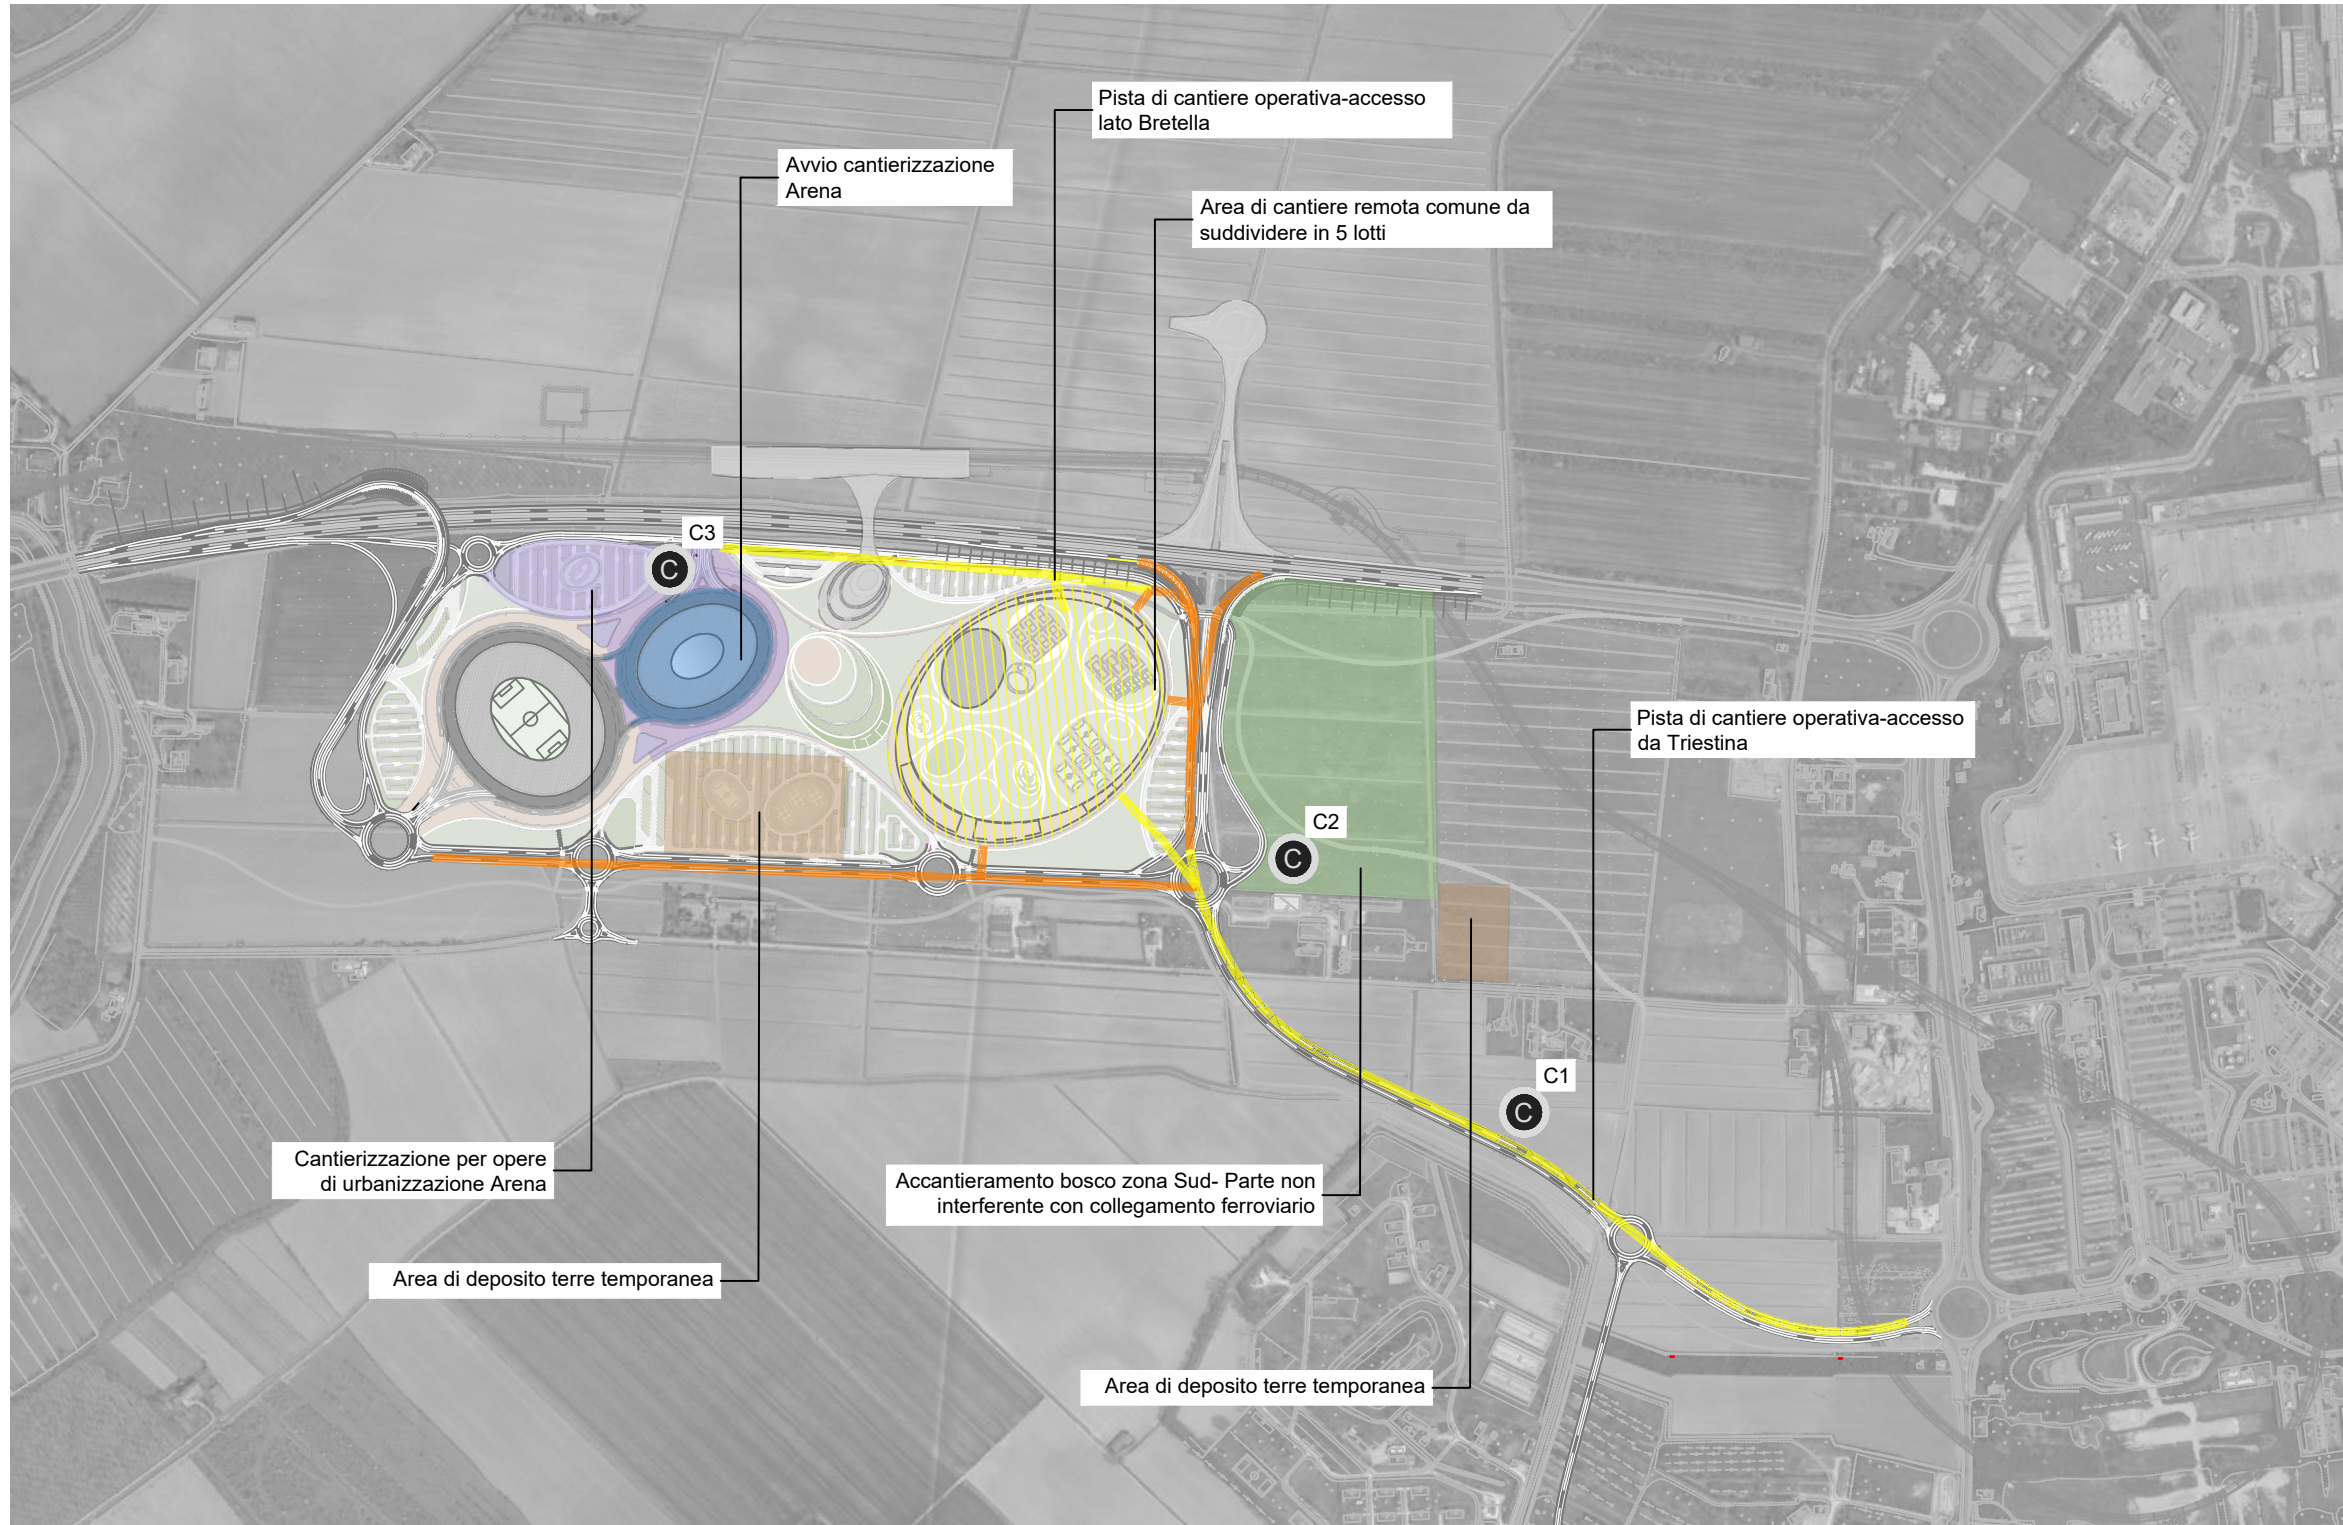 Pista di cantiere operativa-accesso
lato Bretella
Avvio cantierizzazione
Arena
Area di cantiere remota comune da
suddividere in 5 lotti
C3
C
Pista di cantiere operativa-accesso
da Triestina
C2
C
C1
C
Cantierizzazione per opere
di urbanizzazione Arena
Accantieramento bosco zona Sud- Parte non
interferente con collegamento ferroviario
Area di deposito terre temporanea
Area di deposito terre temporanea